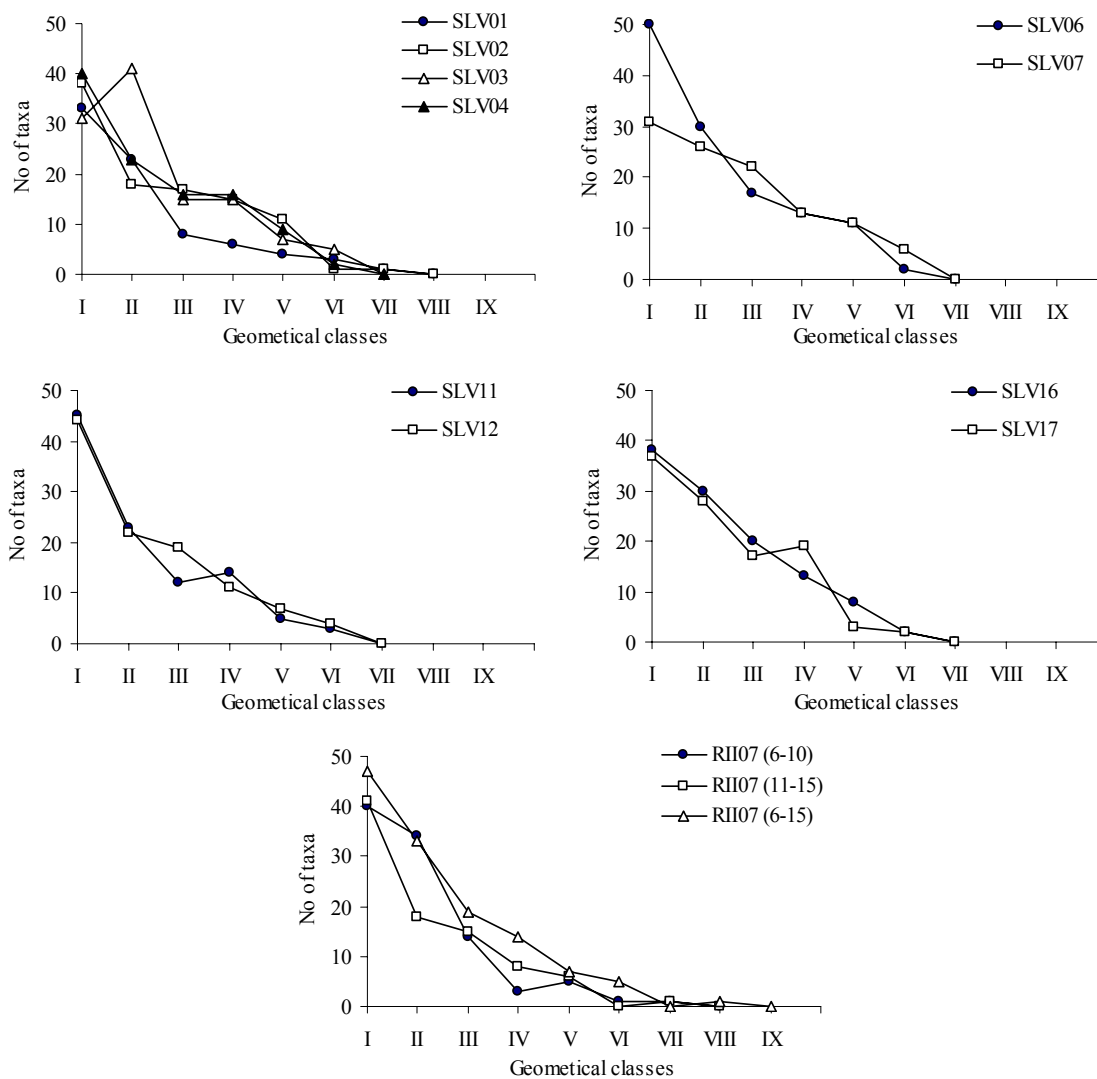 SLV01
SLV02
SLV03
SLV04
No of taxa
50
40
30
20
10
0
I II III IV V VI VII VIII IX
Geometical classes
SLV06
SLV07
No of taxa
50
40
30
20
10
0
I II III IV V VI VII VIII IX
Geometical classes
SLV11
SLV12
No of taxa
50
40
30
20
10
0
I II III IV V VI VII VIII IX
Geometical classes
SLV16
SLV17
No of taxa
50
40
30
20
10
0
I II III IV V VI VII VIII IX
Geometical classes
RII07 (6-10)
RII07 (11-15)
RII07 (6-15)
No of taxa
50
40
30
20
10
0
I II III IV V VI VII VIII IX
Geometical classes